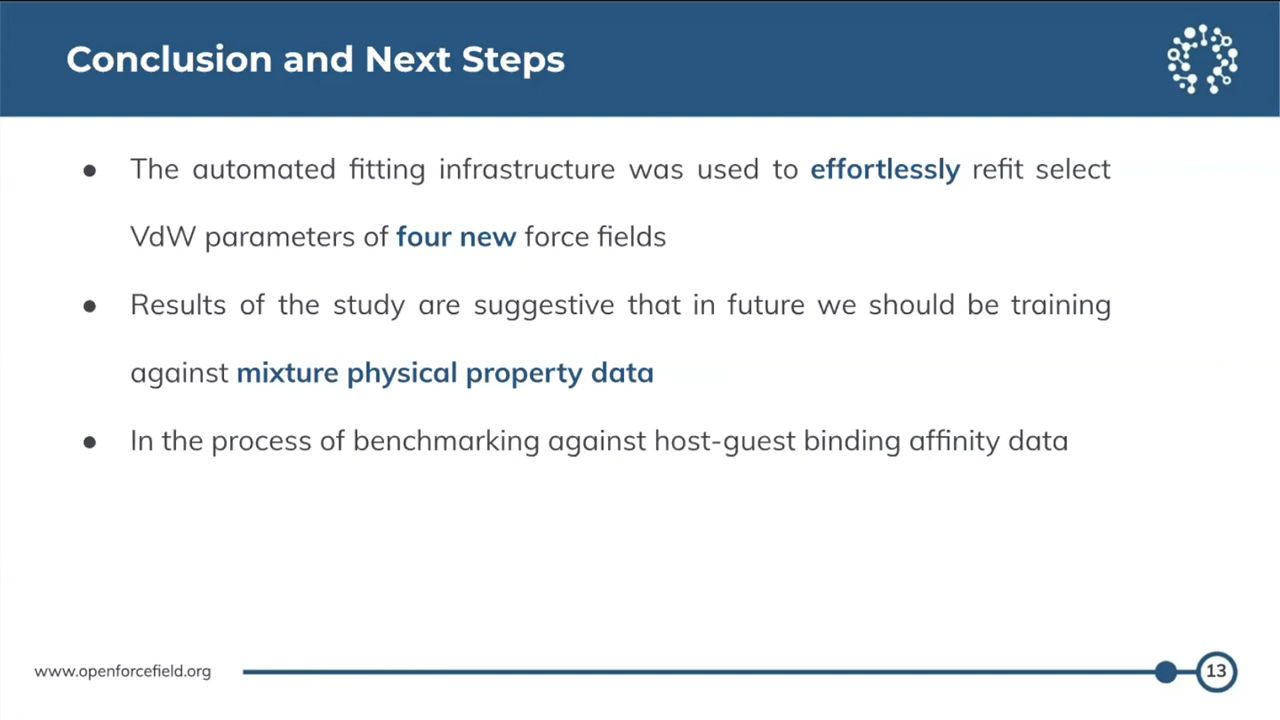 Conclusion and Next Steps
● The automated fitting infrastructure was used to effortlessly refit select
VdW parameters of four new force fields
● Results of the study are suggestive that in future we should be training
against mixture physical property data
● In the process of benchmarking against host-guest binding affinity data
www.openforcefield.org
13